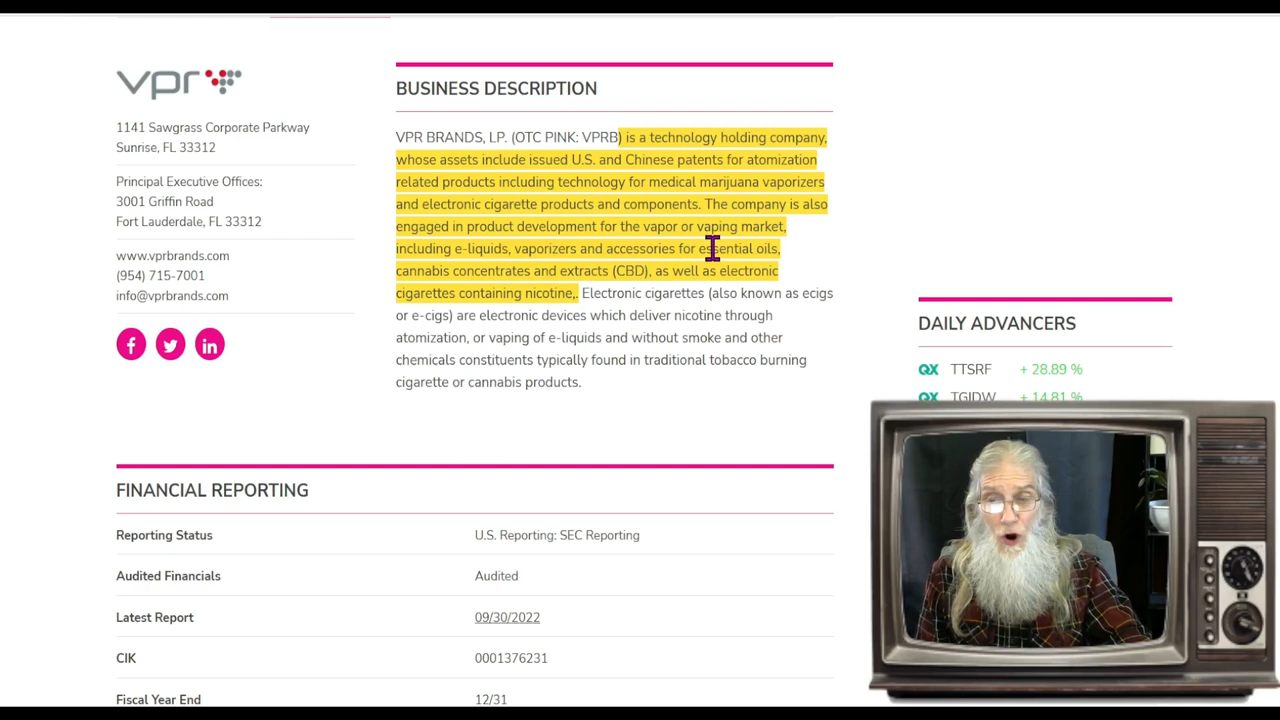 vpr
1141 Sawgrass Corporate Parkway
Sunrise, FL 33312
Principal Executive Offices:
3001 Griffin Road
Fort Lauderdale, FL 33312
www.vprbrands.com
(954) 715-7001
info@vprbrands.com
BUSINESS DESCRIPTION
VPR BRANDS, LP. (OTC PINK: VPRB) is a technology holding company,
whose assets include issued U.S. and Chinese patents for atomization
related products including technology for medical marijuana vaporizers
and electronic cigarette products and components. The company is also
engaged in product development for the vapor or vaping market,
including e-liquids, vaporizers and accessories for essential oils,
cannabis concentrates and extracts (CBD), as well as electronic
cigarettes containing nicotine,. Electronic cigarettes (also known as ecigs
or e-cigs) are electronic devices which deliver nicotine through
atomization, or vaping of e-liquids and without smoke and other
chemicals constituents typically found in traditional tobacco burning
cigarette or cannabis products.
DAILY ADVANCERS
QX TTSRF + 28.89 %
QX TGIDW + 14.81 %
FINANCIAL REPORTING
Reporting Status U.S. Reporting: SEC Reporting
Audited Financials Audited
Latest Report 09/30/2022
CIK 0001376231
Fiscal Year End 12/31